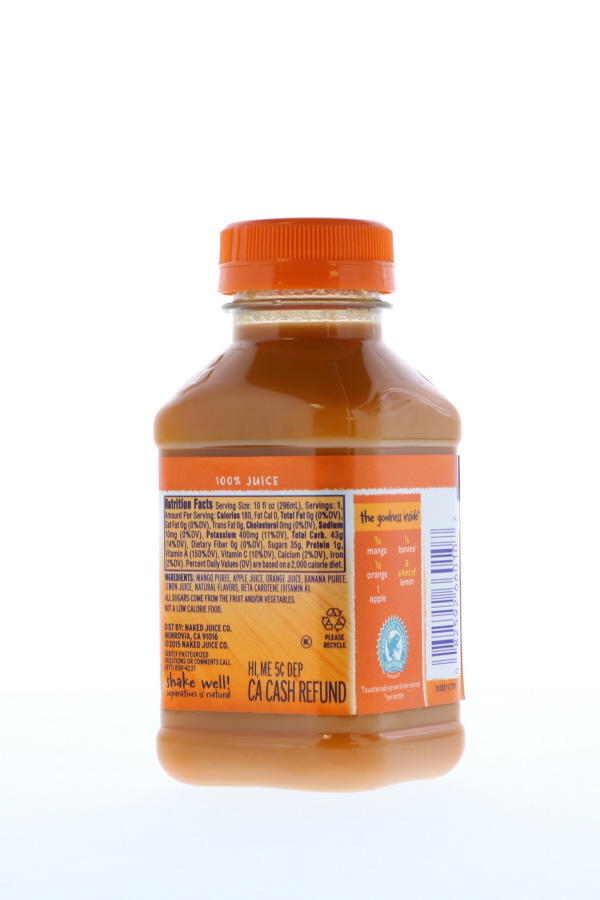 100% JUICE
Nutrition Facts Serving Size: 10 fl oz (296mL), Servings: 1,
Amount Per Serving: Calories 180, Fat Cal 0, Total Fat 0g (0%DV),
Sat Fat 0g (0%DV), Trans Fat 0g, Cholesterol 0mg (0%DV), Sodium
10mg (0% DV), Potassium 400mg (11%DV), Total Carb. 43g
(14%DV), Dietary Fiber 0g (0%DV), Sugars 35g, Protein 1g,
Vitamin A (150%DV), Vitamin C (10%DV), Calcium (2%DV), Iron
(2%DV). Percent Daily Values (DV) are based on a 2,000 calorie diet.
INGREDIENTS: MANGO PUREE, APPLE JUICE, ORANGE JUICE, BANANA PUREE,
LEMON JUICE, NATURAL FLAVORS, BETA CAROTENE, (VITAMIN A).
ALL SUGARS COME FROM THE FRUIT AND/OR VEGETABLES.
NOT A LOW CALORIE FOOD.
DIST BY: NAKED JUICE CO.
MONROVIA, CA 91016
©2015 NAKED JUICE CO.
GENTLY PASTEURIZED
QUESTIONS OR COMMENTS CALL
(877) 858-4237
shake well!
separation is natural
K
PLEASE
RECYCLE
HI, ME 5¢ DEP
CA CASH REFUND
the goodness inside
mango
banana
orange
a hint of
lemon
1
apple
CERTIFIED